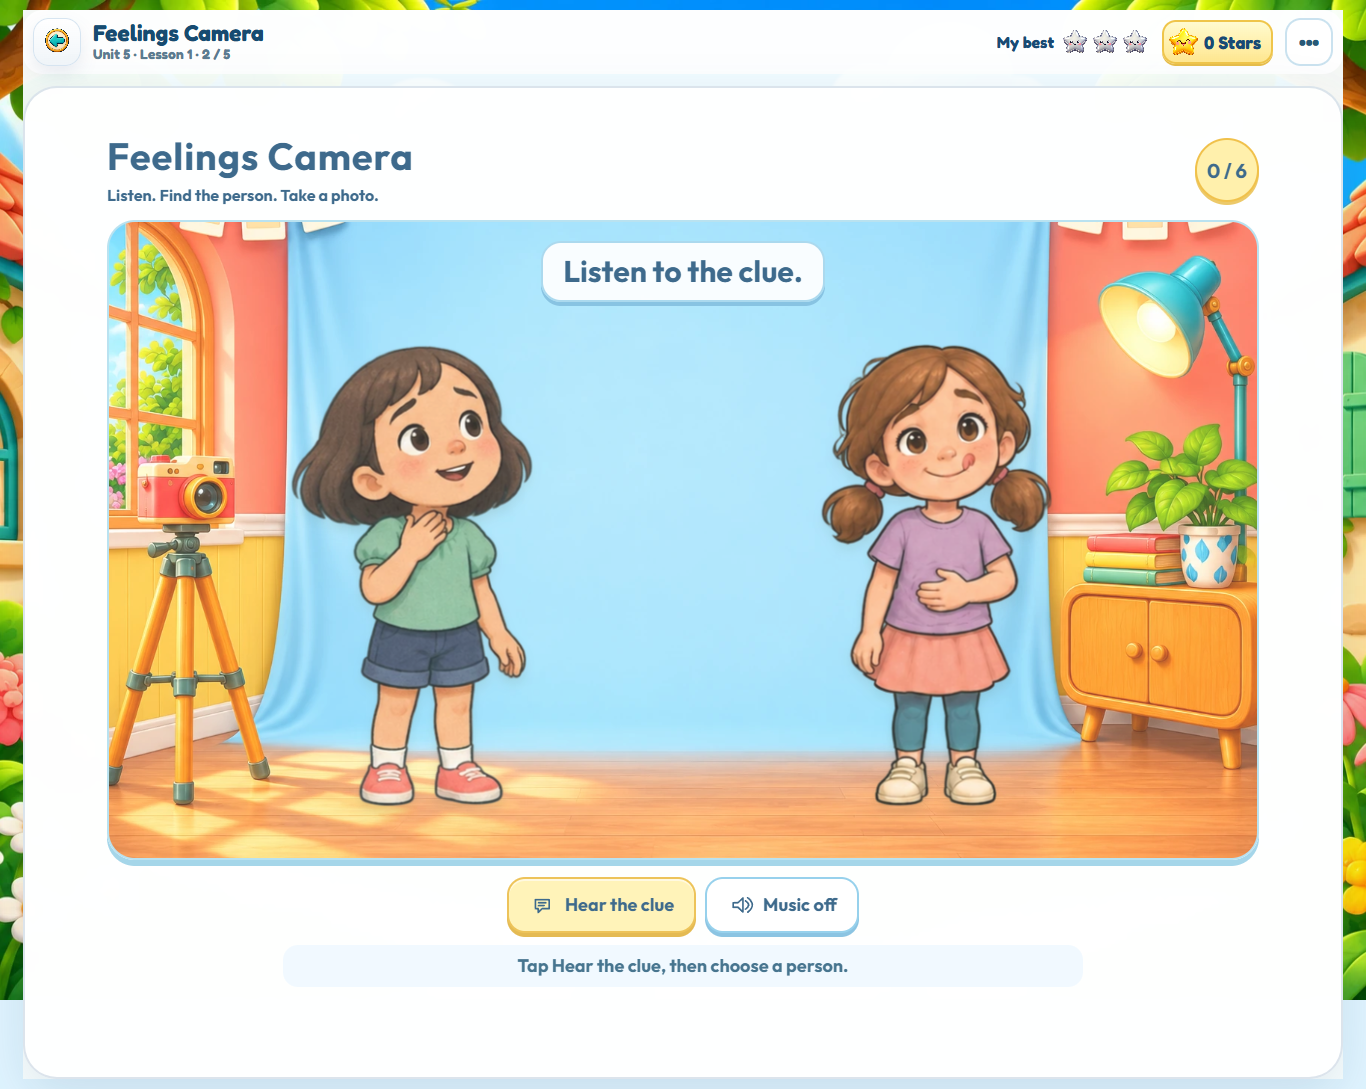 Feelings Camera
Unit 5 · Lesson 1 · 2 / 5
My best
0 Stars
Feelings Camera
Listen. Find the person. Take a photo.
0 / 6
Listen to the clue.
Hear the clue
Music off
Tap Hear the clue, then choose a person.